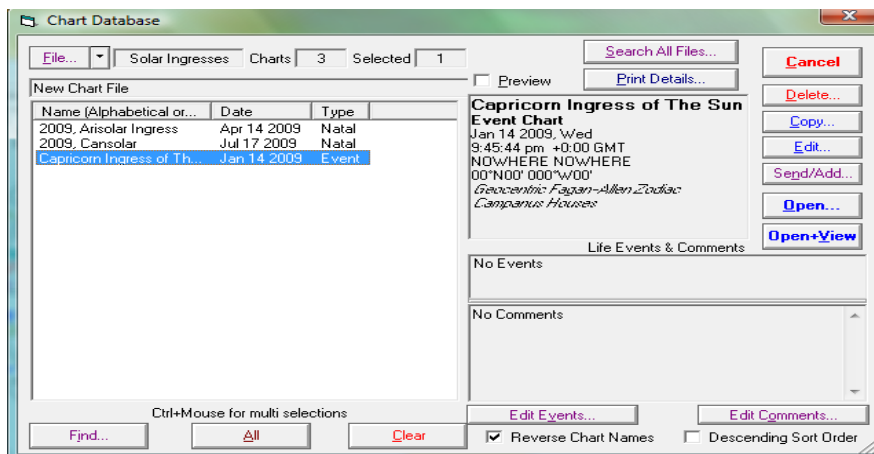 Chart Database
File... Solar Ingresses Charts 3 Selected 1
Search All Files...
Cancel
New Chart File
Preview
Print Details...
Delete...
Name (Alphabetical or... Date Type
2009, Arisolar Ingress Apr 14 2009 Natal
2009, Cansolar Jul 17 2009 Natal
Capricorn Ingress of Th... Jan 14 2009 Event
Capricorn Ingress of The Sun
Event Chart
Jan 14 2009, Wed
9:45:44 pm +0:00 GMT
NOWHERE NOWHERE
00°N00' 000°W00'
Geocentric Fagan-Allen Zodiac
Campanus Houses
Copy...
Edit...
Send/Add...
Open...
Open+View
Life Events & Comments
No Events
No Comments
Ctrl+Mouse for multi selections
Edit Events...
Edit Comments...
Find...
All
Clear
Reverse Chart Names
Descending Sort Order